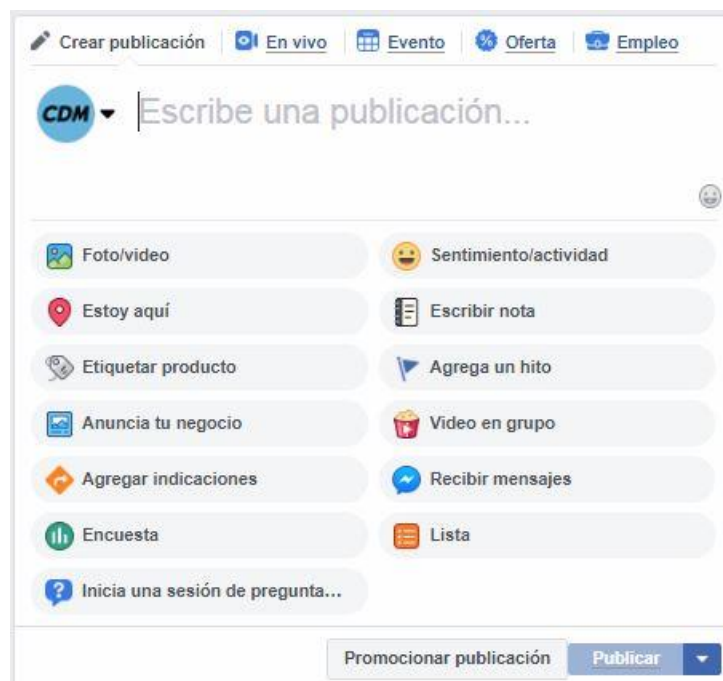 Crear publicación En vivo Evento Oferta Empleo
CDM Escribe una publicación...
Foto/video Sentimiento/actividad
Estoy aquí Escribir nota
Etiquetar producto Agrega un hito
Anuncia tu negocio Video en grupo
Agregar indicaciones Recibir mensajes
Encuesta Lista
Inicia una sesión de pregunta...
Promocionar publicación Publicar